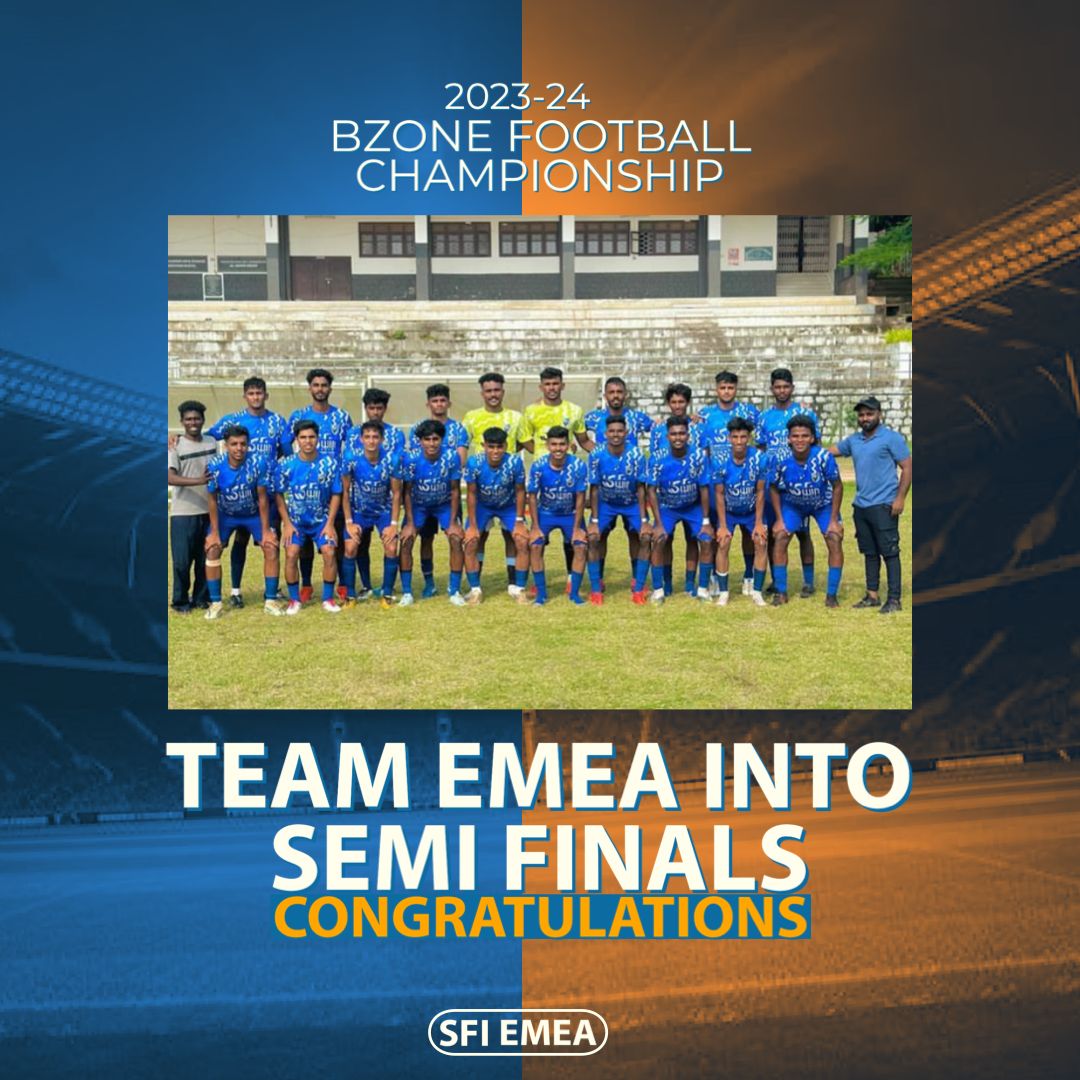 2023-24
BZONE FOOTBALL
CHAMPIONSHIP
TEAM EMEA INTO
SEMI FINALS
CONGRATULATIONS
SFI EMEA